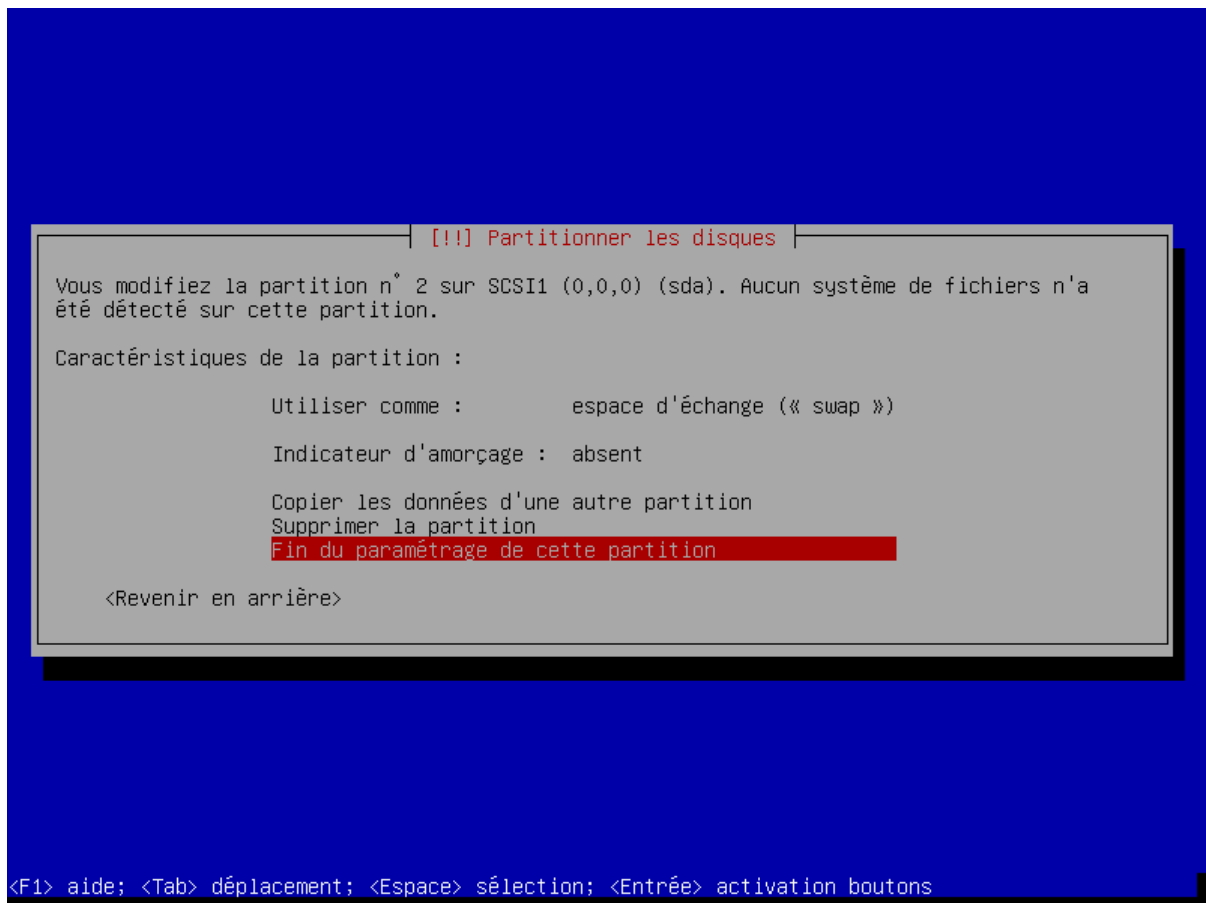 [!!] Partitionner les disques
Vous modifiez la partition n° 2 sur SCSI1 (0,0,0) (sda). Aucun système de fichiers n'a
été détecté sur cette partition.
Caractéristiques de la partition :
Utiliser comme : espace d'échange (« swap »)
Indicateur d'amorçage : absent
Copier les données d'une autre partition
Supprimer la partition
Fin du paramétrage de cette partition
<Revenir en arrière>
<F1> aide; <Tab> déplacement; <Espace> sélection; <Entrée> activation boutons